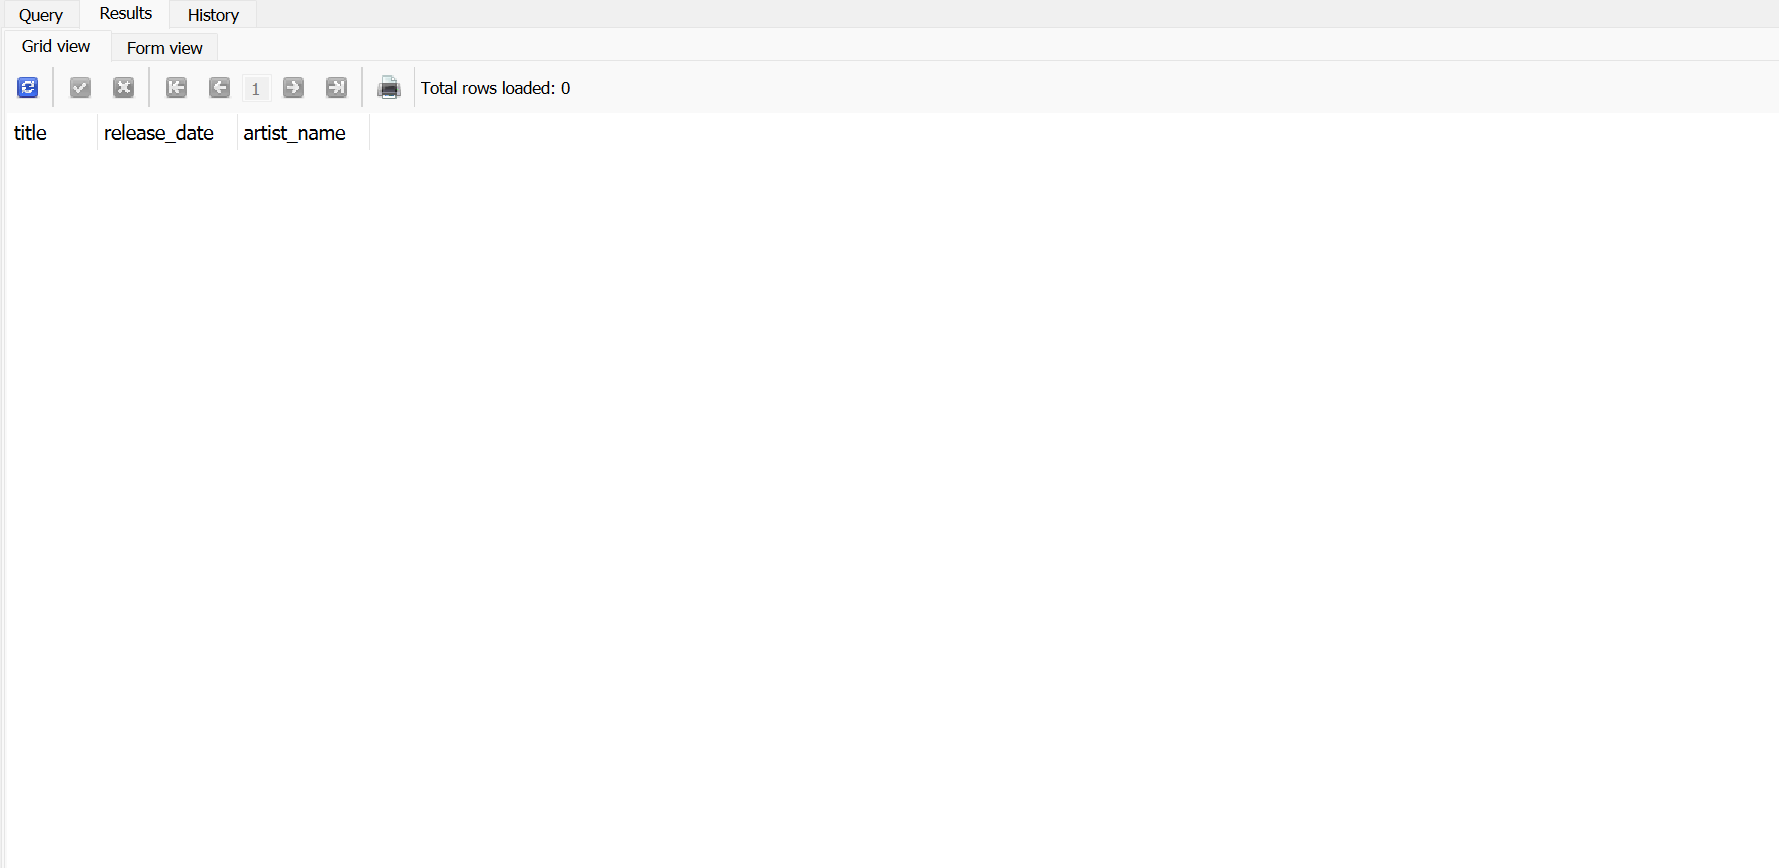 Query Results History
Grid view Form view
1 Total rows loaded: 0
title release_date artist_name